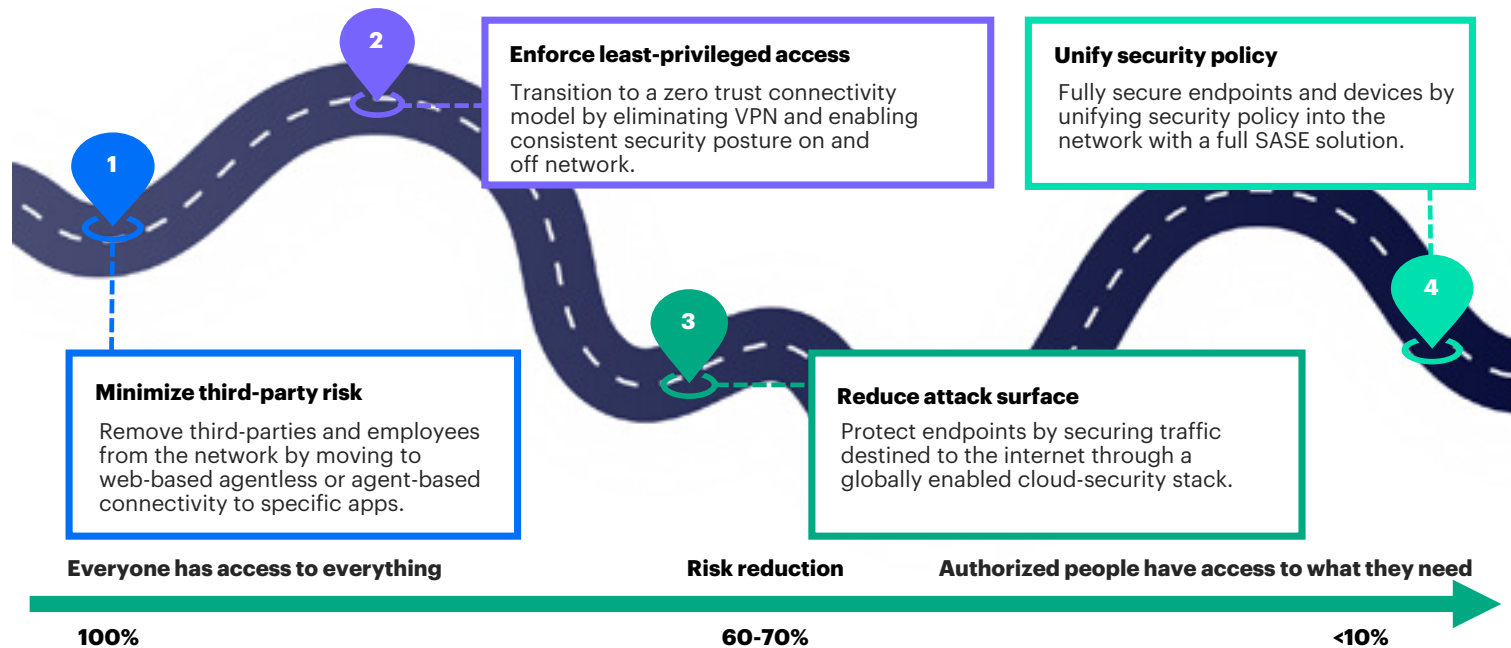 1
Minimize third-party risk
Remove third-parties and employees
from the network by moving to
web-based agentless or agent-based
connectivity to specific apps.
2
Enforce least-privileged access
Transition to a zero trust connectivity
model by eliminating VPN and enabling
consistent security posture on and
off network.
3
Reduce attack surface
Protect endpoints by securing traffic
destined to the internet through a
globally enabled cloud-security stack.
4
Unify security policy
Fully secure endpoints and devices by
unifying security policy into the
network with a full SASE solution.
Everyone has access to everything
Risk reduction
Authorized people have access to what they need
100%
60-70%
<10%